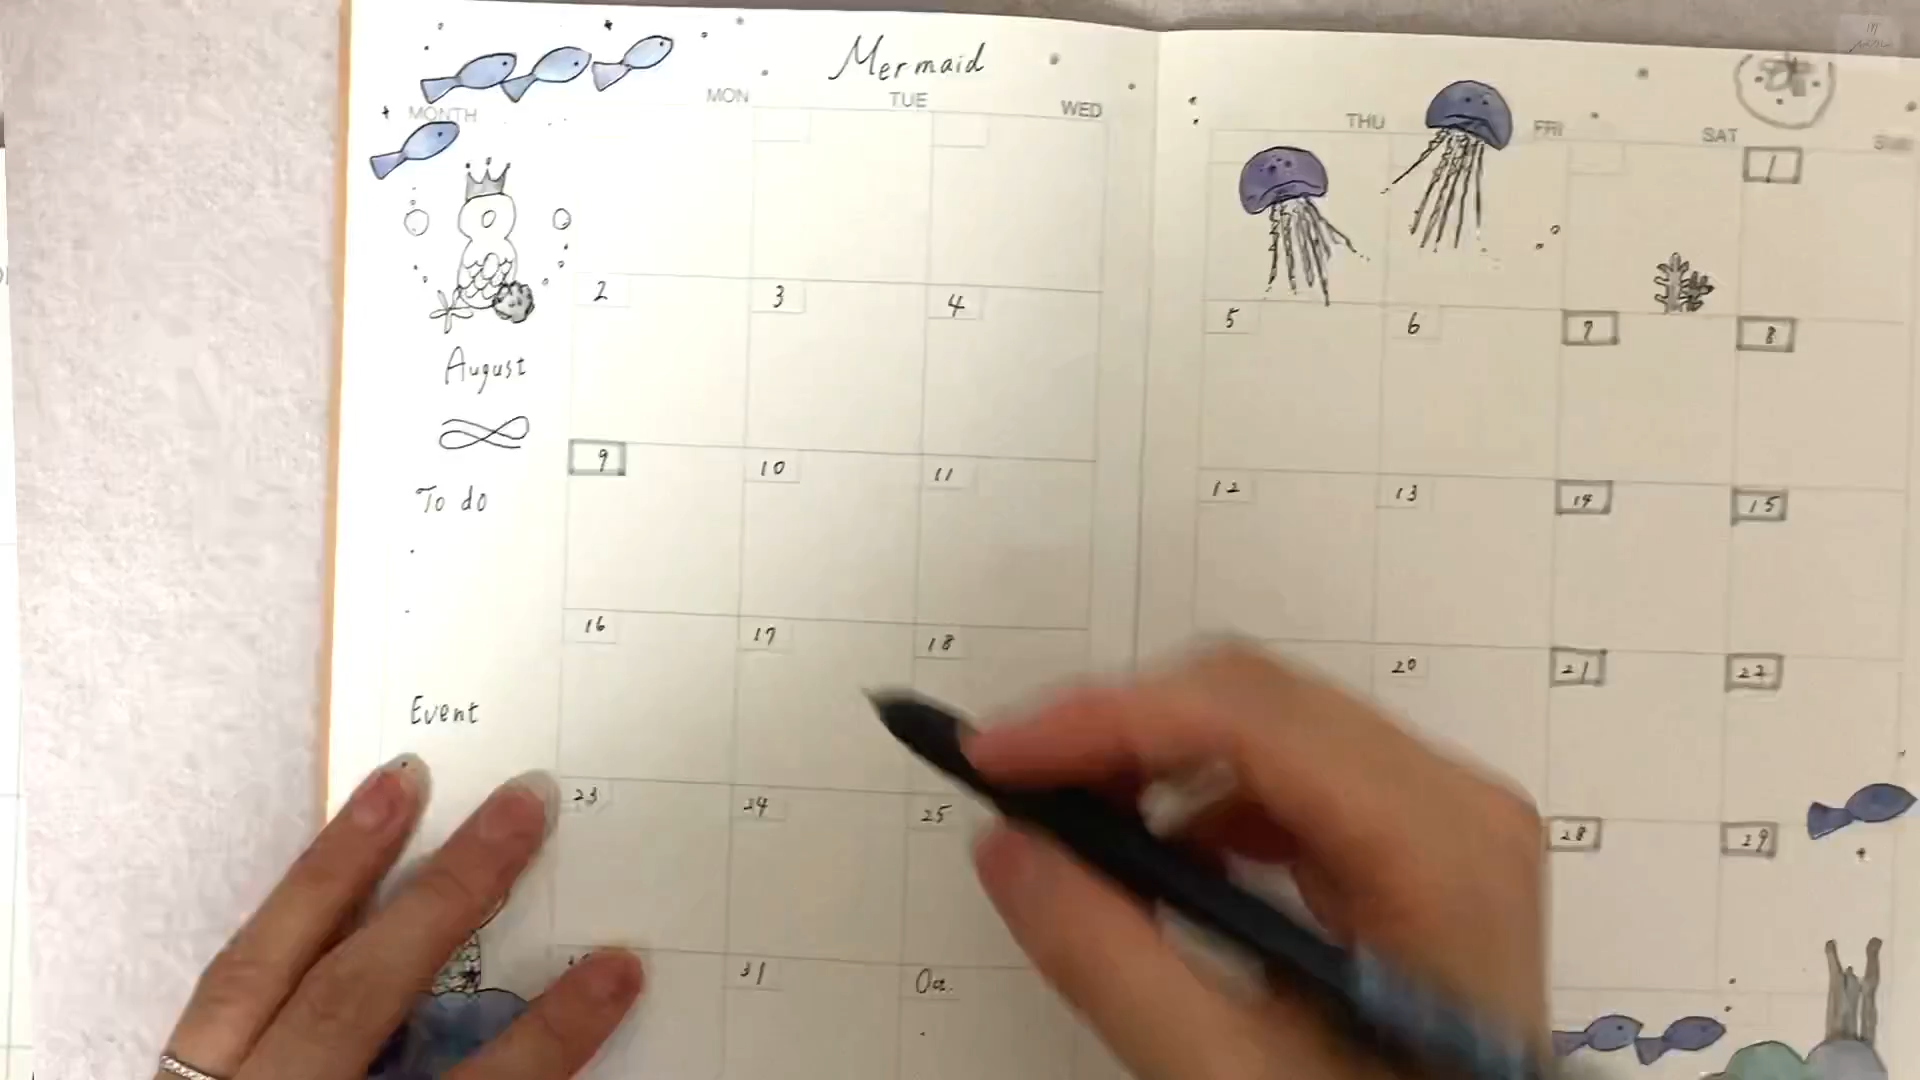 Mermaid
MONTH MON TUE WED THU FRI SAT
1
8
August
2 3 4 5 6 7 8
To do
9 10 11 12 13 14 15
Event
16 17 18 20 21 22
23 24 25 28 29
31 Oa.